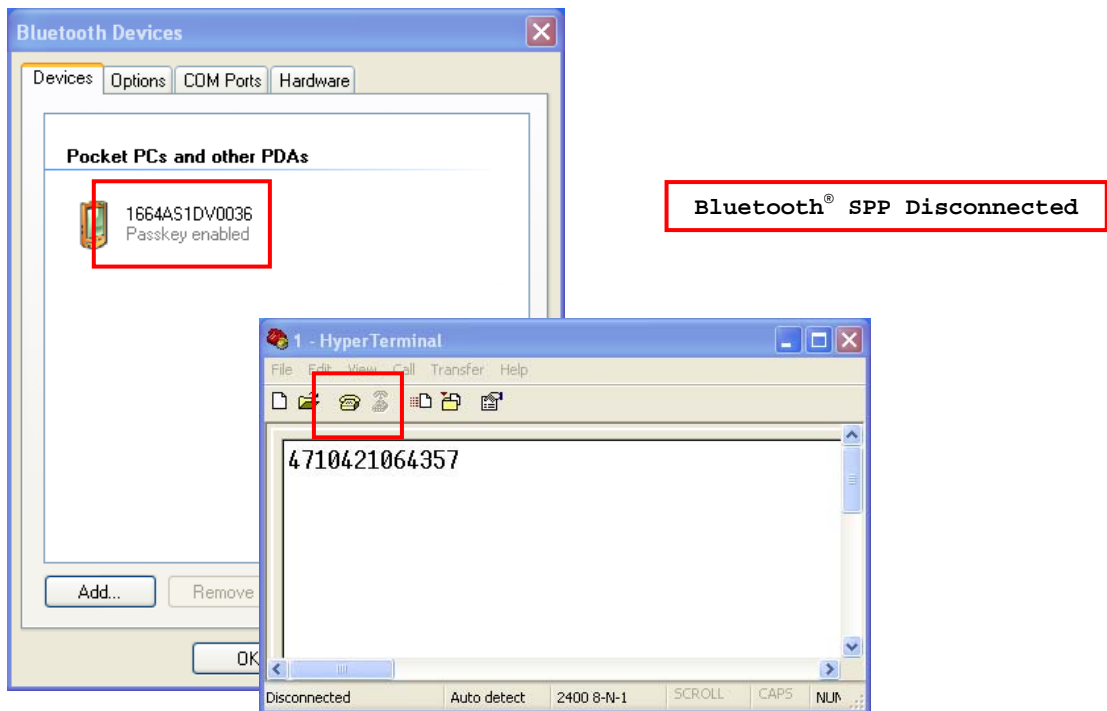 Bluetooth Devices
Devices Options COM Ports Hardware
Pocket PCs and other PDAs
1664AS1DV0036
Passkey enabled
Bluetooth® SPP Disconnected
Add... Remove
OK
1 - HyperTerminal
File Edit View Call Transfer Help
4710421064357
Disconnected Auto detect 2400 8-N-1 SCROLL CAPS NUM